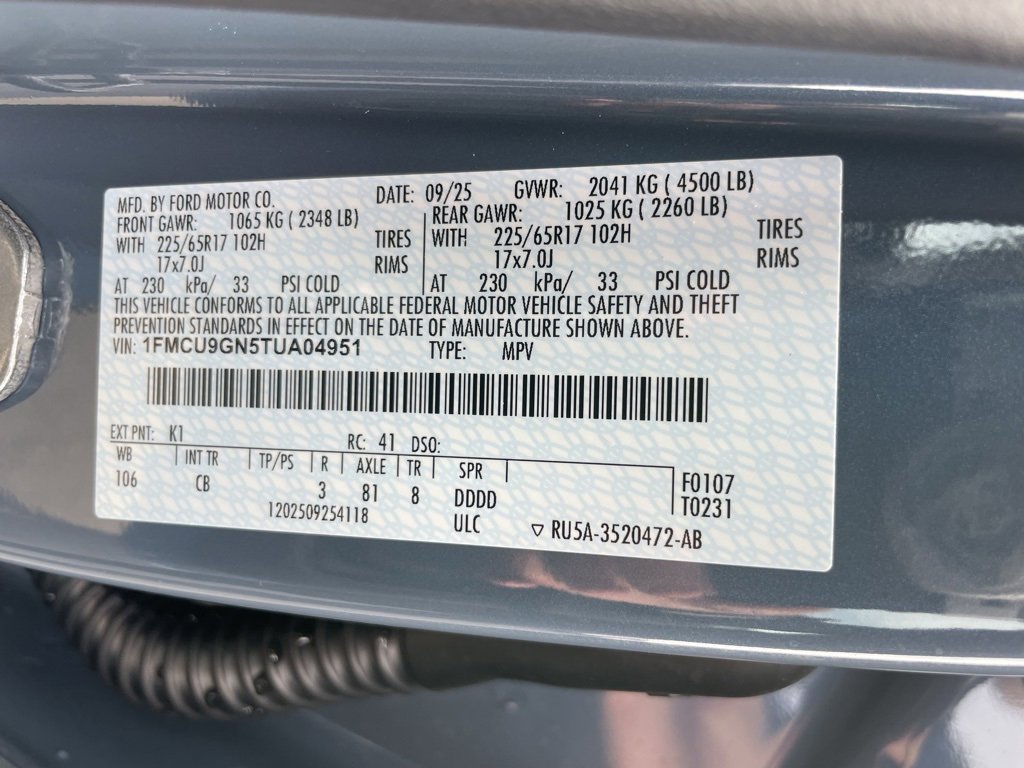 MFD. BY FORD MOTOR CO. DATE: 09/25 GVWR: 2041 KG ( 4500 LB)
FRONT GAWR: 1065 KG ( 2348 LB) REAR GAWR: 1025 KG ( 2260 LB)
WITH 225/65R17 102H TIRES WITH 225/65R17 102H TIRES
17x7.0J RIMS 17x7.0J RIMS
AT 230 kPa/ 33 PSI COLD AT 230 kPa/ 33 PSI COLD
THIS VEHICLE CONFORMS TO ALL APPLICABLE FEDERAL MOTOR VEHICLE SAFETY AND THEFT
PREVENTION STANDARDS IN EFFECT ON THE DATE OF MANUFACTURE SHOWN ABOVE.
VIN: 1FMCU9GN5TUA04951 TYPE: MPV
EXT PNT: K1 RC: 41 DSO:
WB INT TR TP/PS R AXLE TR SPR F0107
106 CB 3 81 8 DDDD T0231
1202509254118 ULC ▽ RU5A-3520472-AB